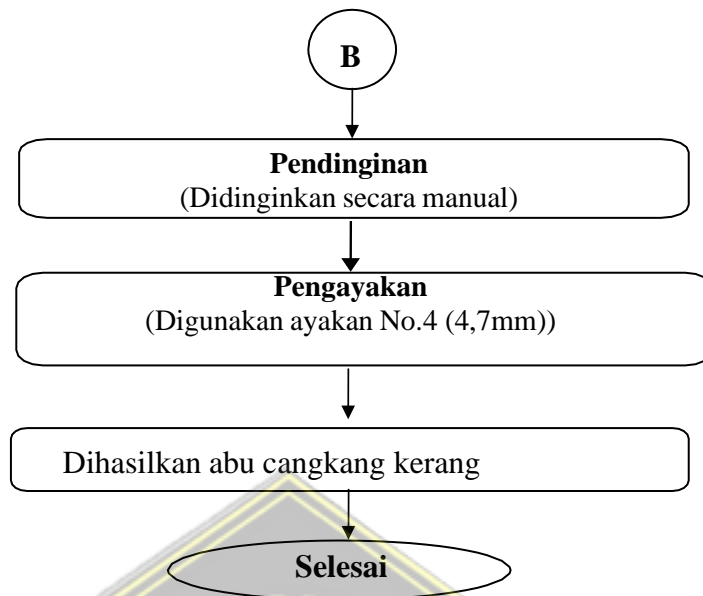 B
Pendinginan
(Didinginkan secara manual)
Pengayakan
(Digunakan ayakan No.4 (4,7mm))
Dihasilkan abu cangkang kerang
Selesai